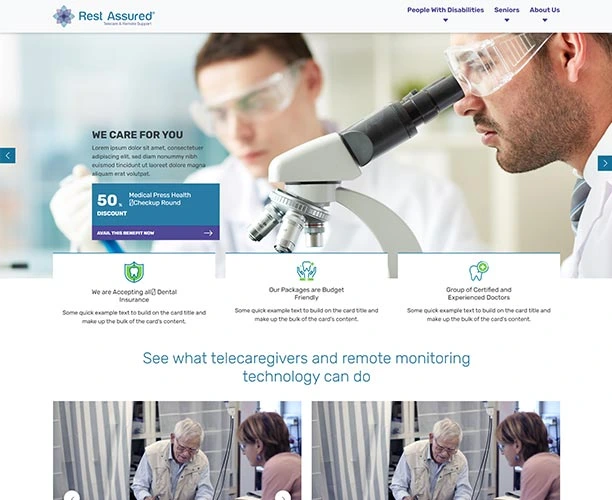 Rest Assured®
Telecare & Remote Support
People With Disabilities
Seniors
About Us
WE CARE FOR YOU
Lorem ipsum dolor sit amet, consectetuer
adipiscing elit, sed diam nonummy nibh
euismod tincidunt ut laoreet dolore magna
aliquam erat volutpat.
50 %
DISCOUNT
Medical Press Health
Checkup Round
AVAIL THIS BENEFIT NOW
We are Accepting all Dental
Insurance
Some quick example text to build on the card title and
make up the bulk of the card's content.
Our Packages are Budget
Friendly
Some quick example text to build on the card title and
make up the bulk of the card's content.
Group of Certified and
Experienced Doctors
Some quick example text to build on the card title and
make up the bulk of the card's content.
See what telecaregivers and remote monitoring
technology can do